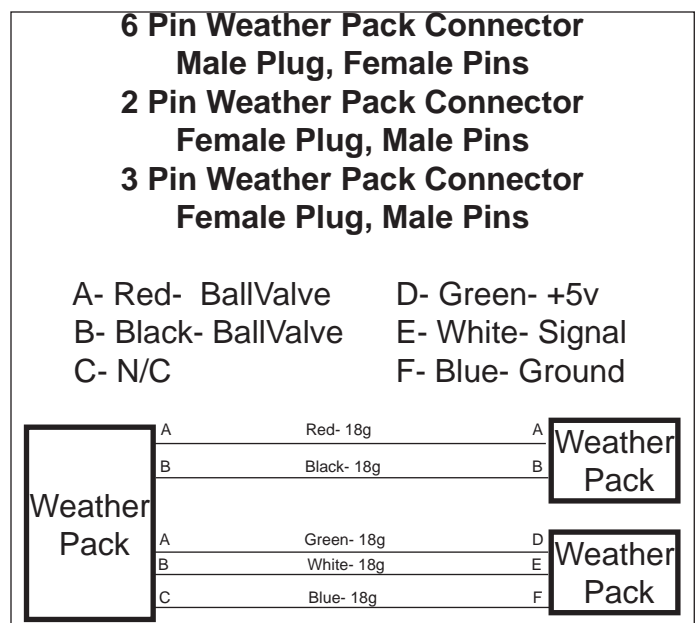 6 Pin Weather Pack Connector
Male Plug, Female Pins
2 Pin Weather Pack Connector
Female Plug, Male Pins
3 Pin Weather Pack Connector
Female Plug, Male Pins
A- Red- BallValve
B- Black- BallValve
C- N/C
D- Green- +5v
E- White- Signal
F- Blue- Ground
Weather
Pack
A Red- 18g A
B Black- 18g B
Weather
Pack
A Green- 18g D
B White- 18g E
C Blue- 18g F
Weather
Pack